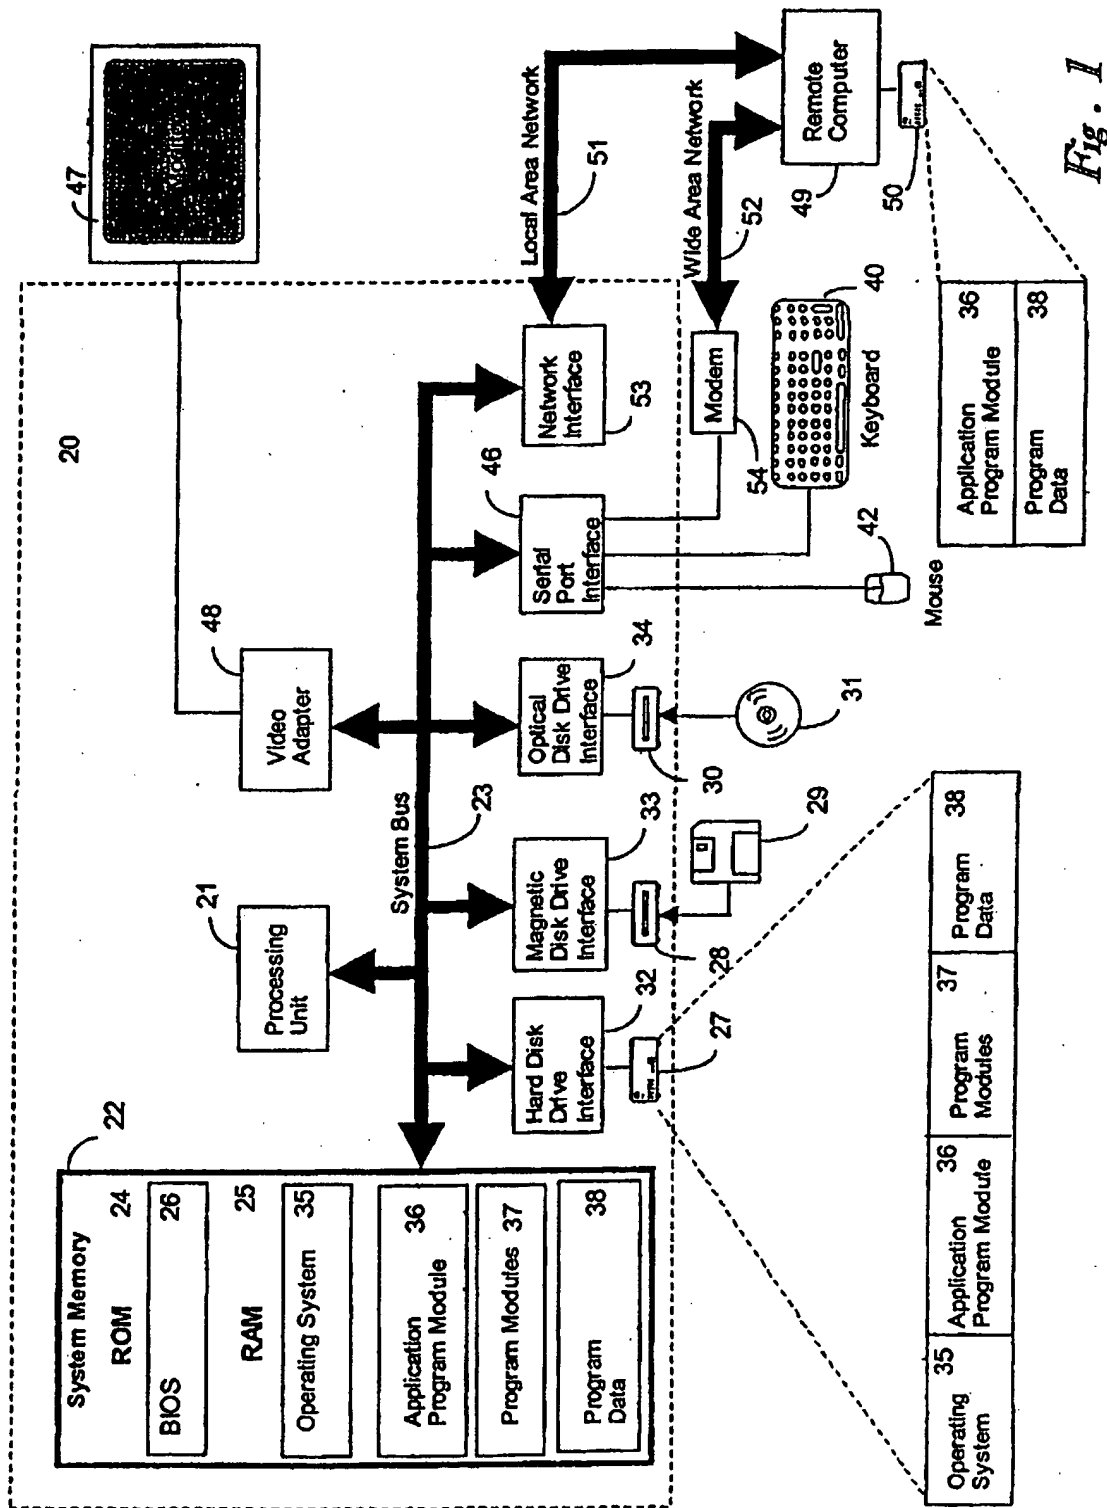 System Memory
22
ROM
24
BIOS
26
RAM
25
Operating System
35
Application
Program Module
36
Program Modules
37
Program
Data
38
20
Processing
Unit
21
Video
Adapter
48
47
Monitor
System Bus
23
Hard Disk
Drive
Interface
32
Magnetic
Disk Drive
Interface
33
Optical
Disk Drive
Interface
34
Serial
Port
Interface
46
Network
Interface
53
Local Area Network
51
27
28
29
30
31
Modem
54
Wide Area Network
52
Remote
Computer
49
50
Keyboard
40
Mouse
42
Operating
System
35
Application
Program Module
36
Program
Modules
37
Program
Data
38
Application
Program Module
36
Program
Data
38
Fig. 1